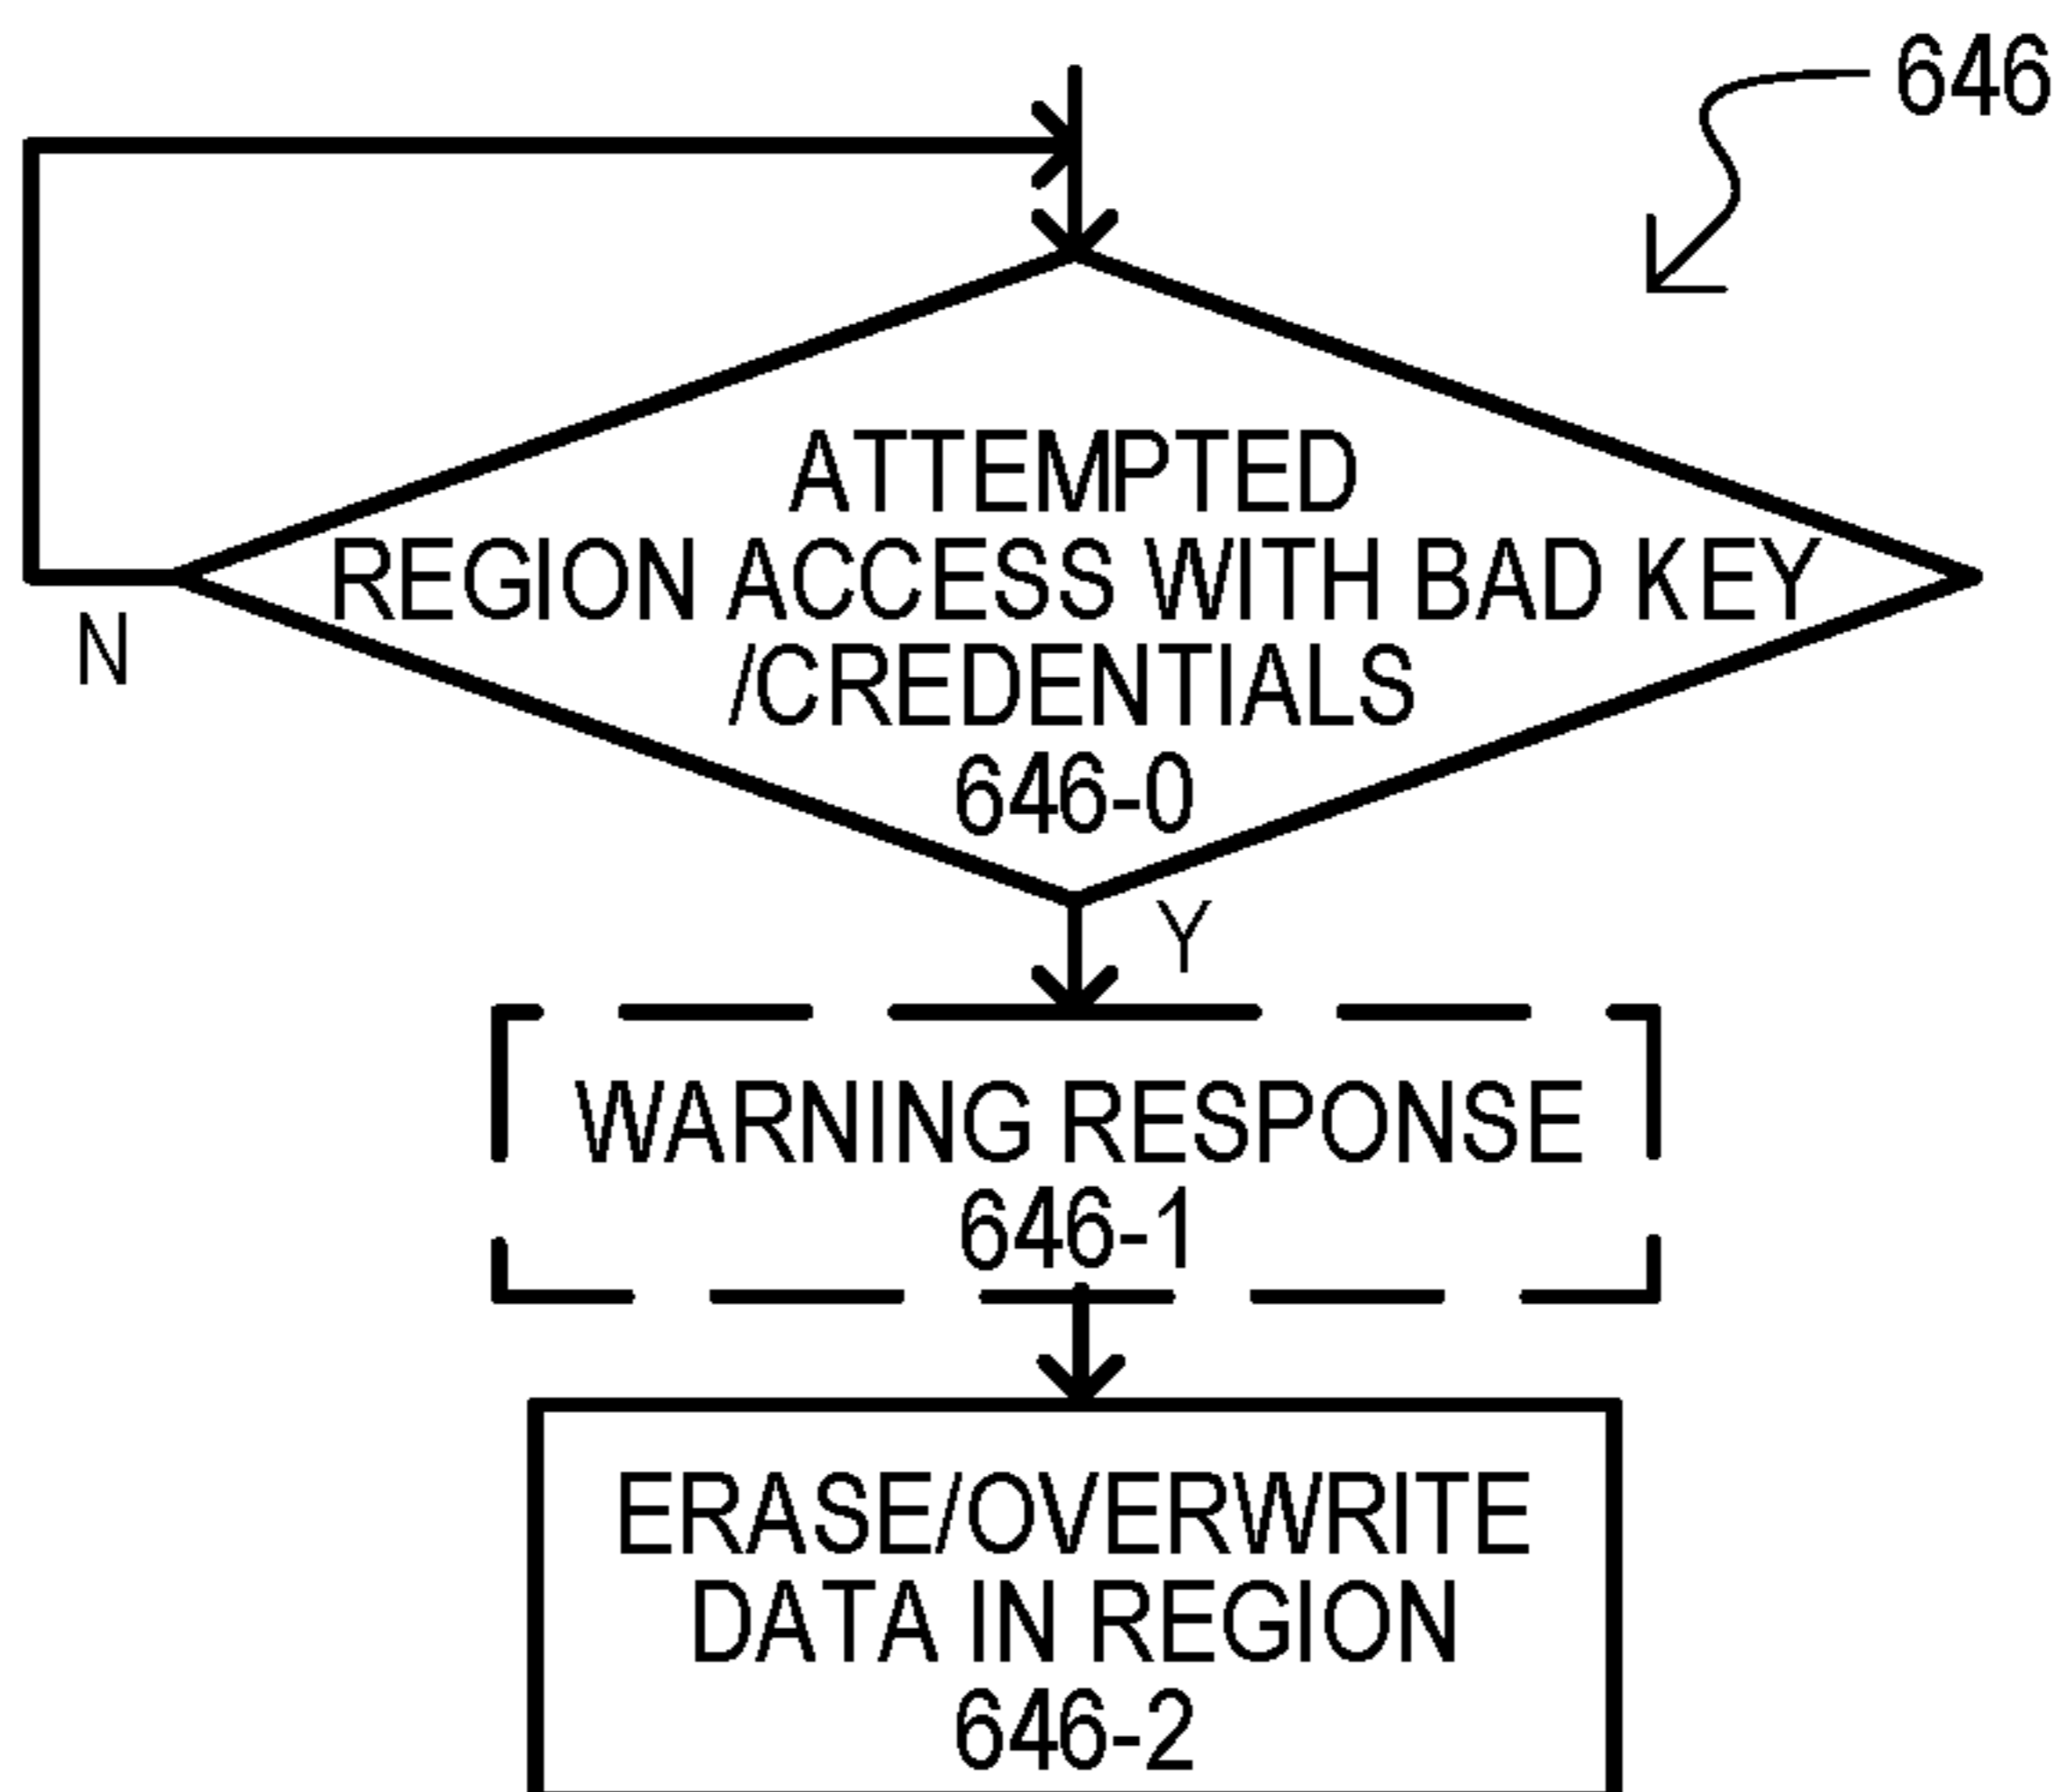 646
ATTEMPTED
REGION ACCESS WITH BAD KEY
/CREDENTIALS
646-0
N
Y
WARNING RESPONSE
646-1
ERASE/OVERWRITE
DATA IN REGION
646-2